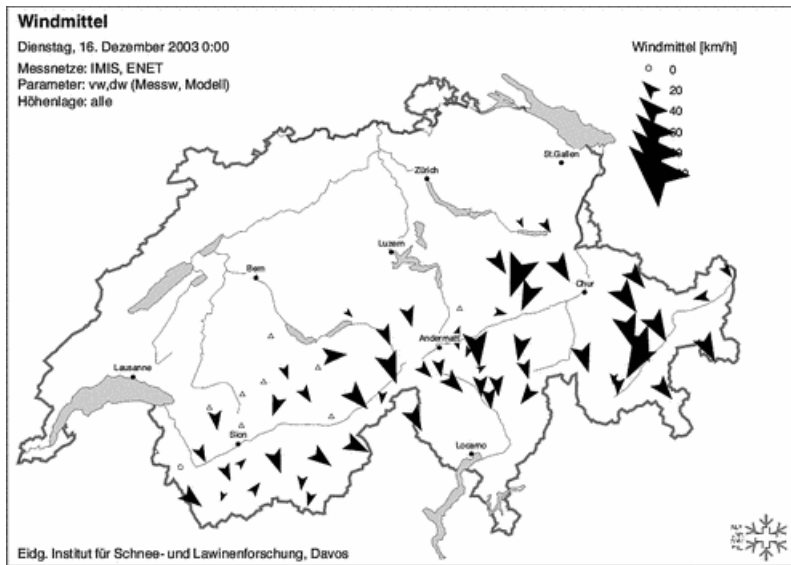 Windmittel
Dienstag, 16. Dezember 2003 0:00
Messnetze: IMIS, ENET
Parameter: vw,dw (Messw, Modell)
Höhenlage: alle
Windmittel [km/h]
0
20
40
60
St.Gallen
Zürich
Luzern
Bern
Chur
Andermatt
Lausanne
Sion
Locarno
Eidg. Institut für Schnee- und Lawinenforschung, Davos